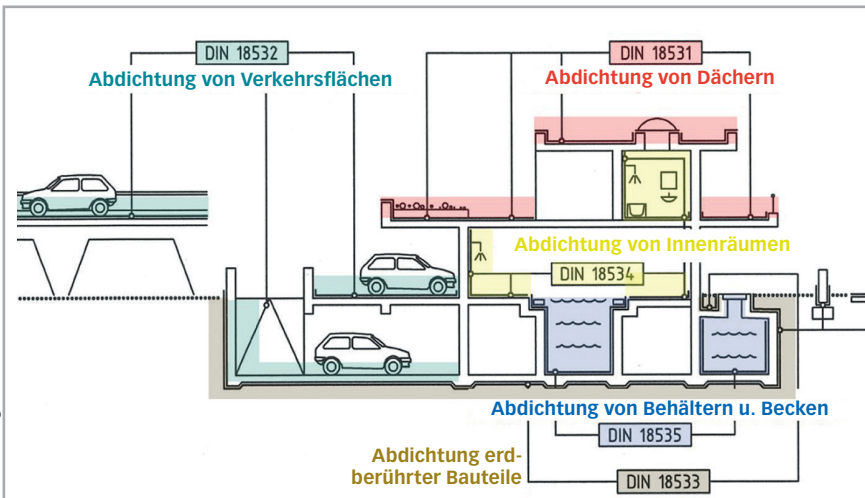 DIN 18532
Abdichtung von Verkehrsflächen
DIN 18531
Abdichtung von Dächern
Abdichtung von Innenräumen
DIN 18534
Abdichtung von Behältern u. Becken
DIN 18535
Abdichtung erd-
berührter Bauteile
DIN 18533